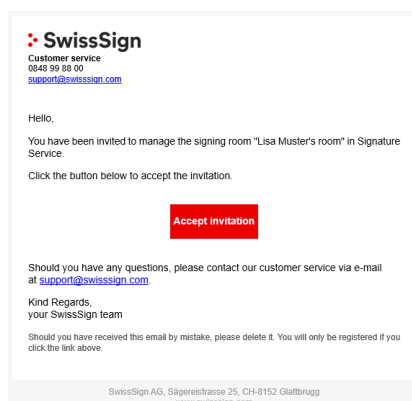 SwissSign
Customer service
0848 99 88 00
support@swisssign.com
Hello,
You have been invited to manage the signing room "Lisa Muster's room" in Signature
Service.
Click the button below to accept the invitation.
Accept invitation
Should you have any questions, please contact our customer service via e-mail
at support@swisssign.com.
Kind Regards,
your SwissSign team
Should you have received this email by mistake, please delete it. You will only be registered if you
click the link above.
SwissSign AG, Sägereistrasse 25, CH-8152 Glattbrugg